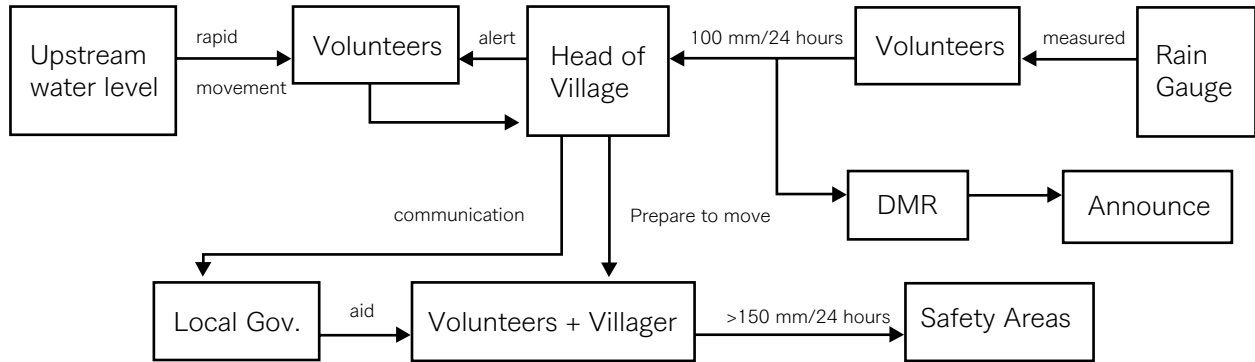 Upstream
water level
rapid
movement
Volunteers
alert
Head of
Village
100 mm/24 hours
Volunteers
measured
Rain
Gauge
communication
Prepare to move
DMR
Announce
Local Gov.
aid
Volunteers + Villager
>150 mm/24 hours
Safety Areas